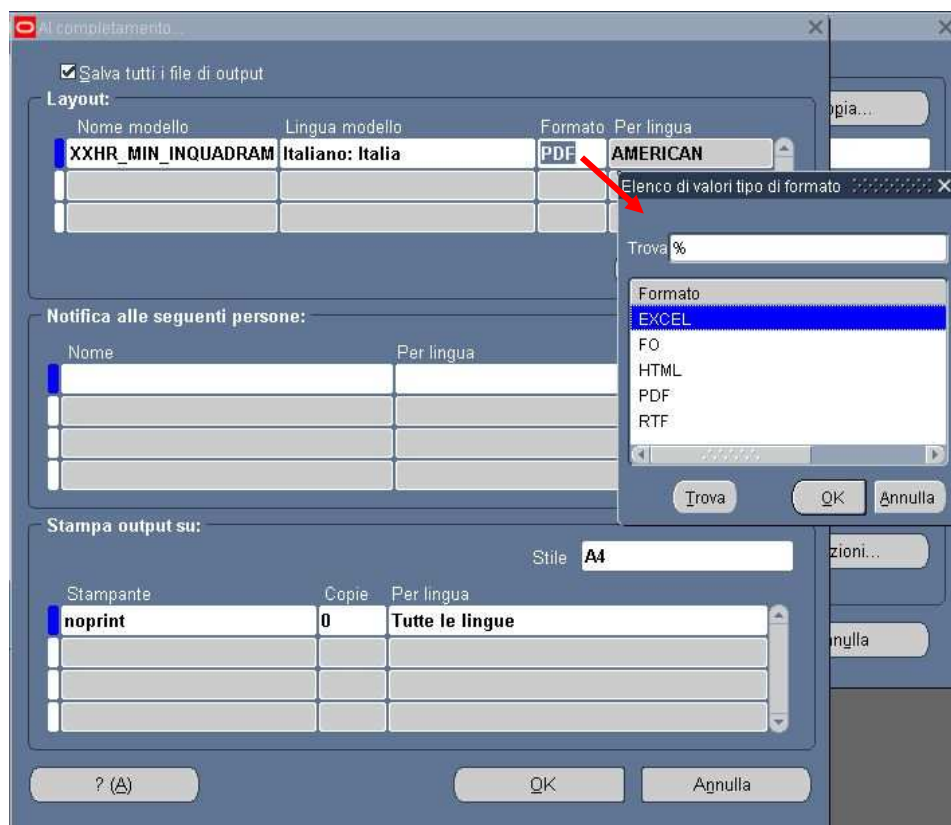 Al completamento...
Salva tutti i file di output
Layout:
Nome modello Lingua modello Formato Per lingua
XXHR_MIN_INQUADRAM Italiano: Italia PDF AMERICAN
opia...
Elenco di valori tipo di formato
Trova %
Formato
EXCEL
FO
HTML
PDF
RTF
Trova OK Annulla
Notifica alle seguenti persone:
Nome Per lingua
Stampa output su:
Stile A4
zioni...
Stampante Copie Per lingua
noprint 0 Tutte le lingue
nnulla
? (A) OK Annulla